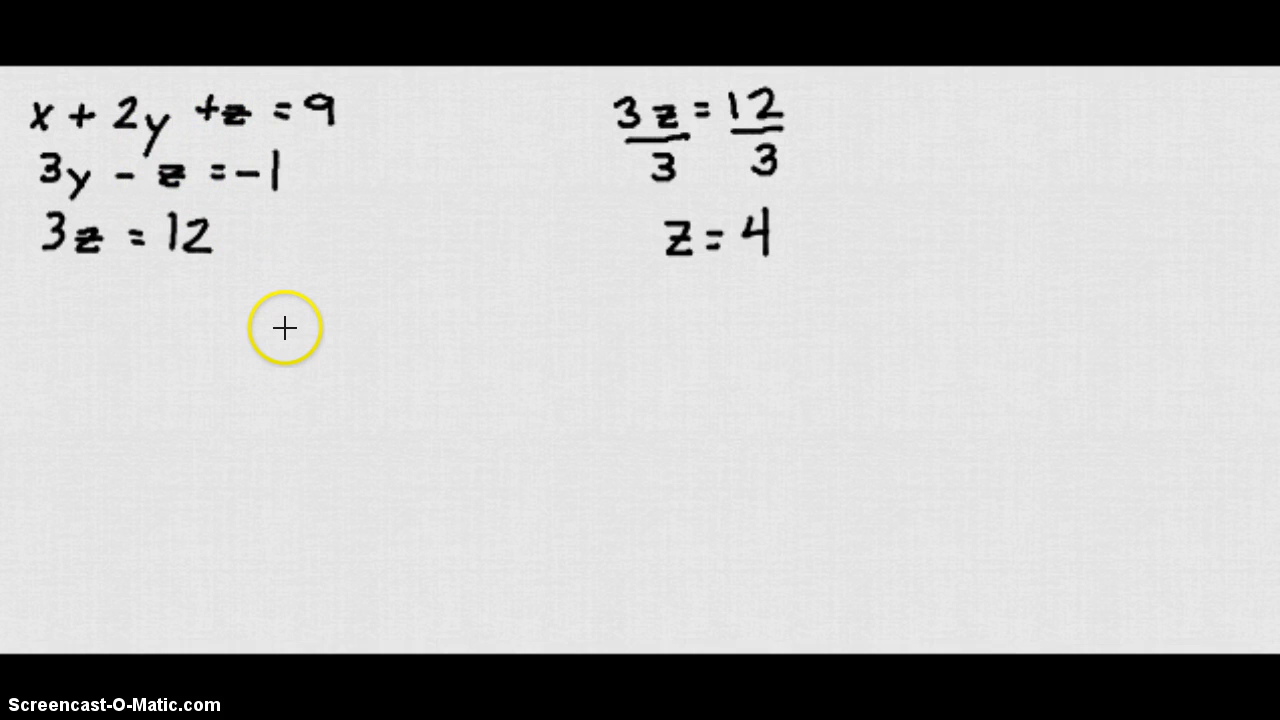 x + 2y + z = 9
3y - z = -1
3z = 12
3z = 12
3 3
z = 4
Screencast-O-Matic.com